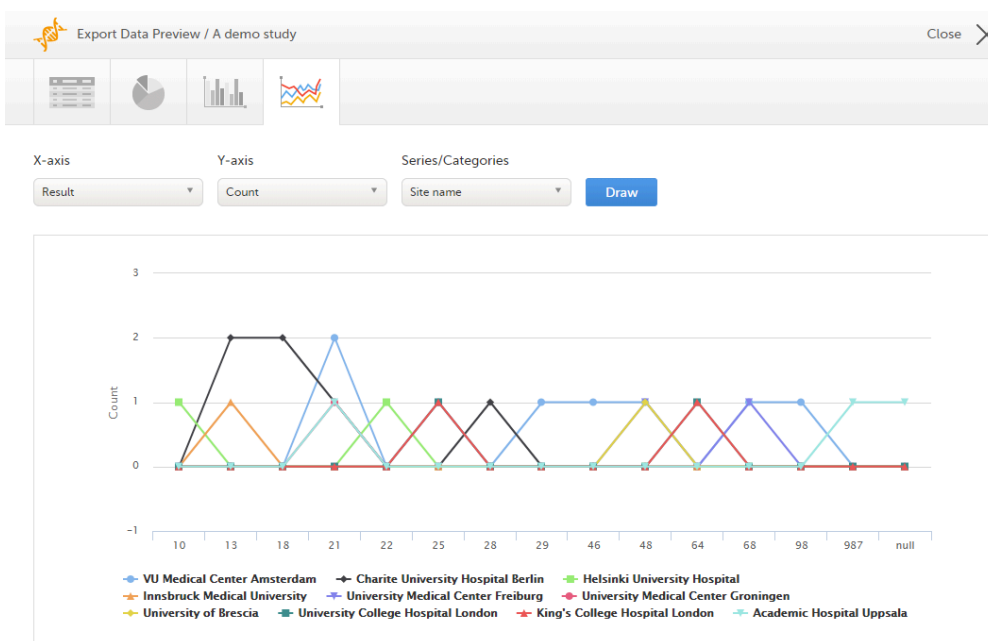 Export Data Preview / A demo study Close
X-axis Y-axis Series/Categories
Result Count Site name Draw
3
2
1
0
-1
Count
10 13 18 21 22 25 28 29 46 48 64 68 98 987 null
VU Medical Center Amsterdam Charite University Hospital Berlin Helsinki University Hospital
Innsbruck Medical University University Medical Center Freiburg University Medical Center Groningen
University of Brescia University College Hospital London King's College Hospital London Academic Hospital Uppsala